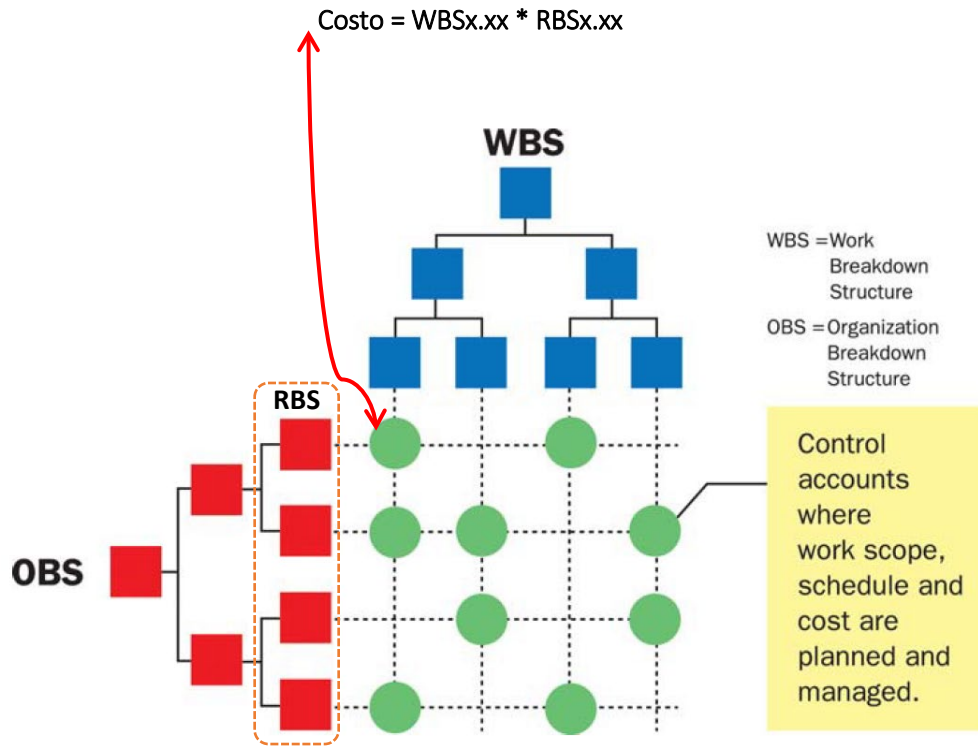 Costo = WBSx.xx * RBSx.xx
WBS
WBS =Work
Breakdown
Structure
OBS =Organization
Breakdown
Structure
RBS
OBS
Control
accounts
where
work scope,
schedule and
cost are
planned and
managed.